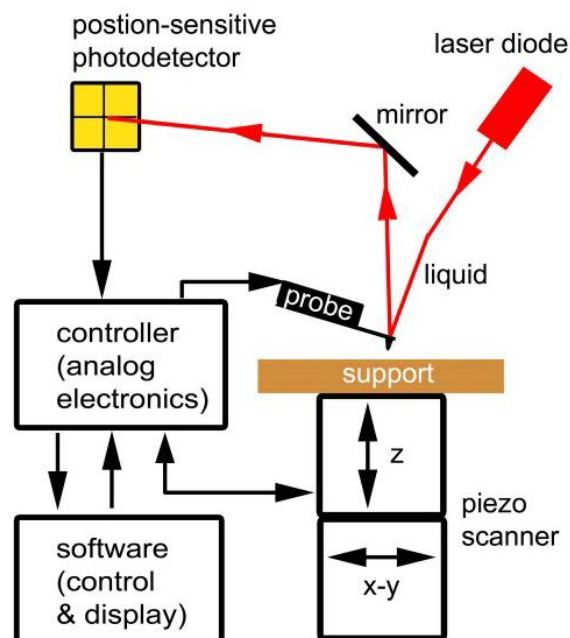 postion-sensitive
photodetector
laser diode
mirror
liquid
probe
controller
(analog
electronics)
support
z
piezo
scanner
software
(control
& display)
x-y